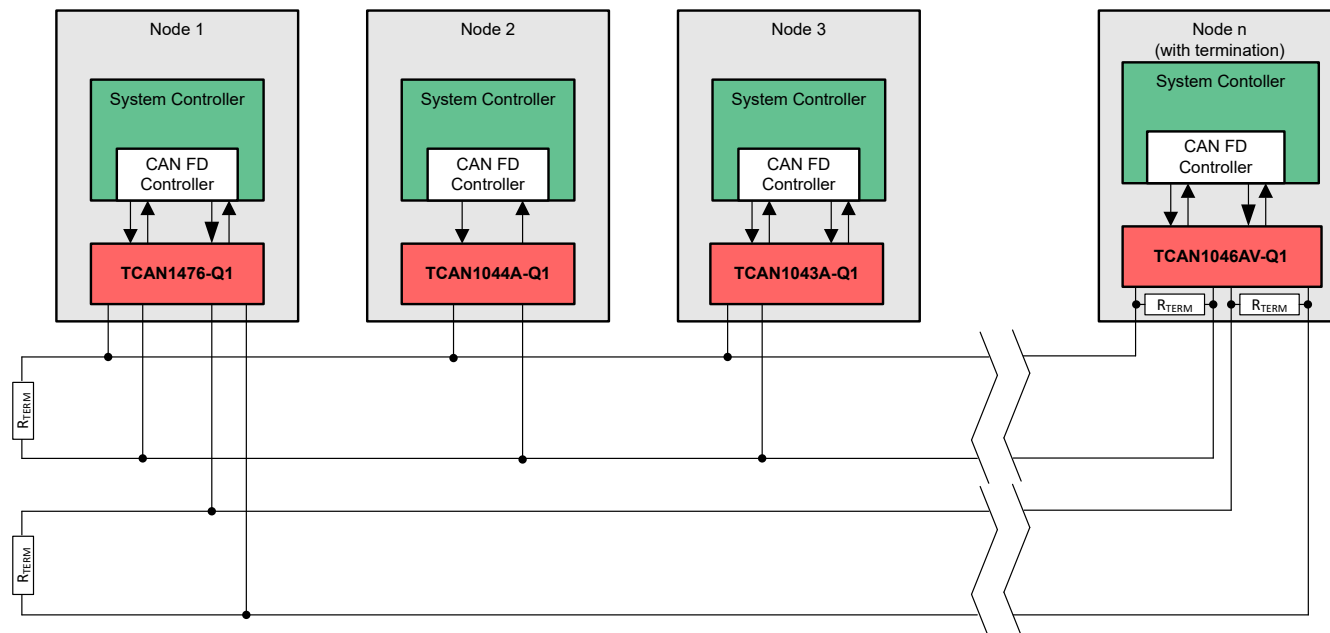 Node 1
System Controller
CAN FD
Controller
TCAN1476-Q1
Node 2
System Controller
CAN FD
Controller
TCAN1044A-Q1
Node 3
System Controller
CAN FD
Controller
TCAN1043A-Q1
Node n
(with termination)
System Controller
CAN FD
Controller
TCAN1046AV-Q1
RTERM
RTERM
RTERM
RTERM